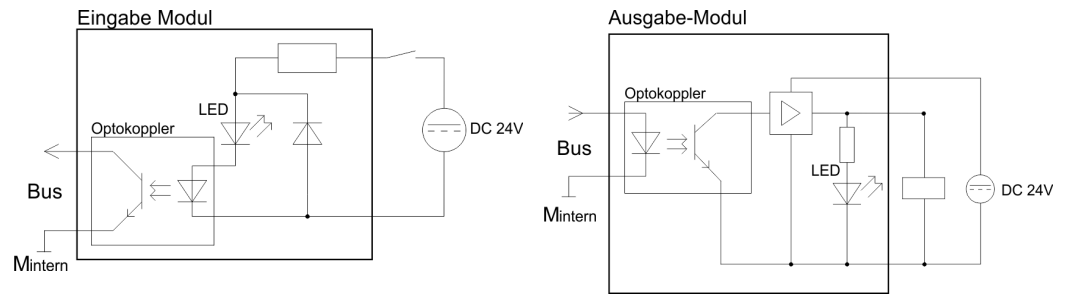 Eingabe Modul
LED
Optokoppler
DC 24V
Bus
Mintern
Ausgabe-Modul
Optokoppler
Bus
LED
DC 24V
Mintern